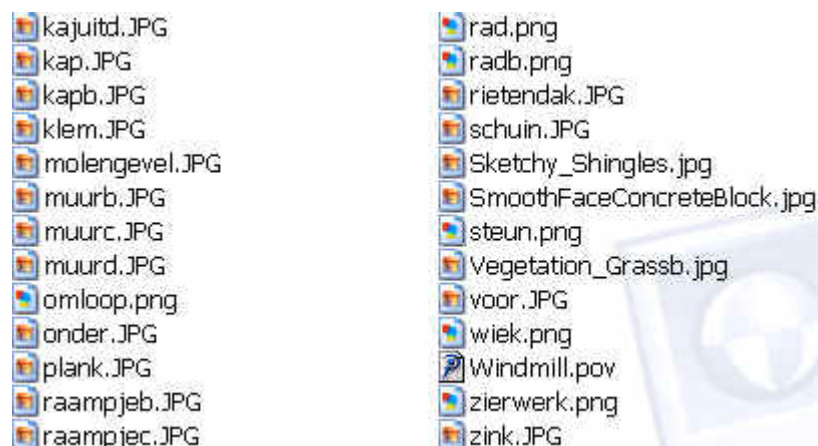 kajuitd.JPG
kap.JPG
kapb.JPG
klem.JPG
molengevel.JPG
muurb.JPG
muurc.JPG
muurd.JPG
omloop.png
onder.JPG
plank.JPG
raampjeb.JPG
raampjec.JPG
rad.png
radb.png
rietendak.JPG
schuin.JPG
Sketchy_Shingles.jpg
SmoothFaceConcreteBlock.jpg
steun.png
Vegetation_Grassb.jpg
voor.JPG
wiek.png
Windmill.pov
zierwerk.png
zink.JPG